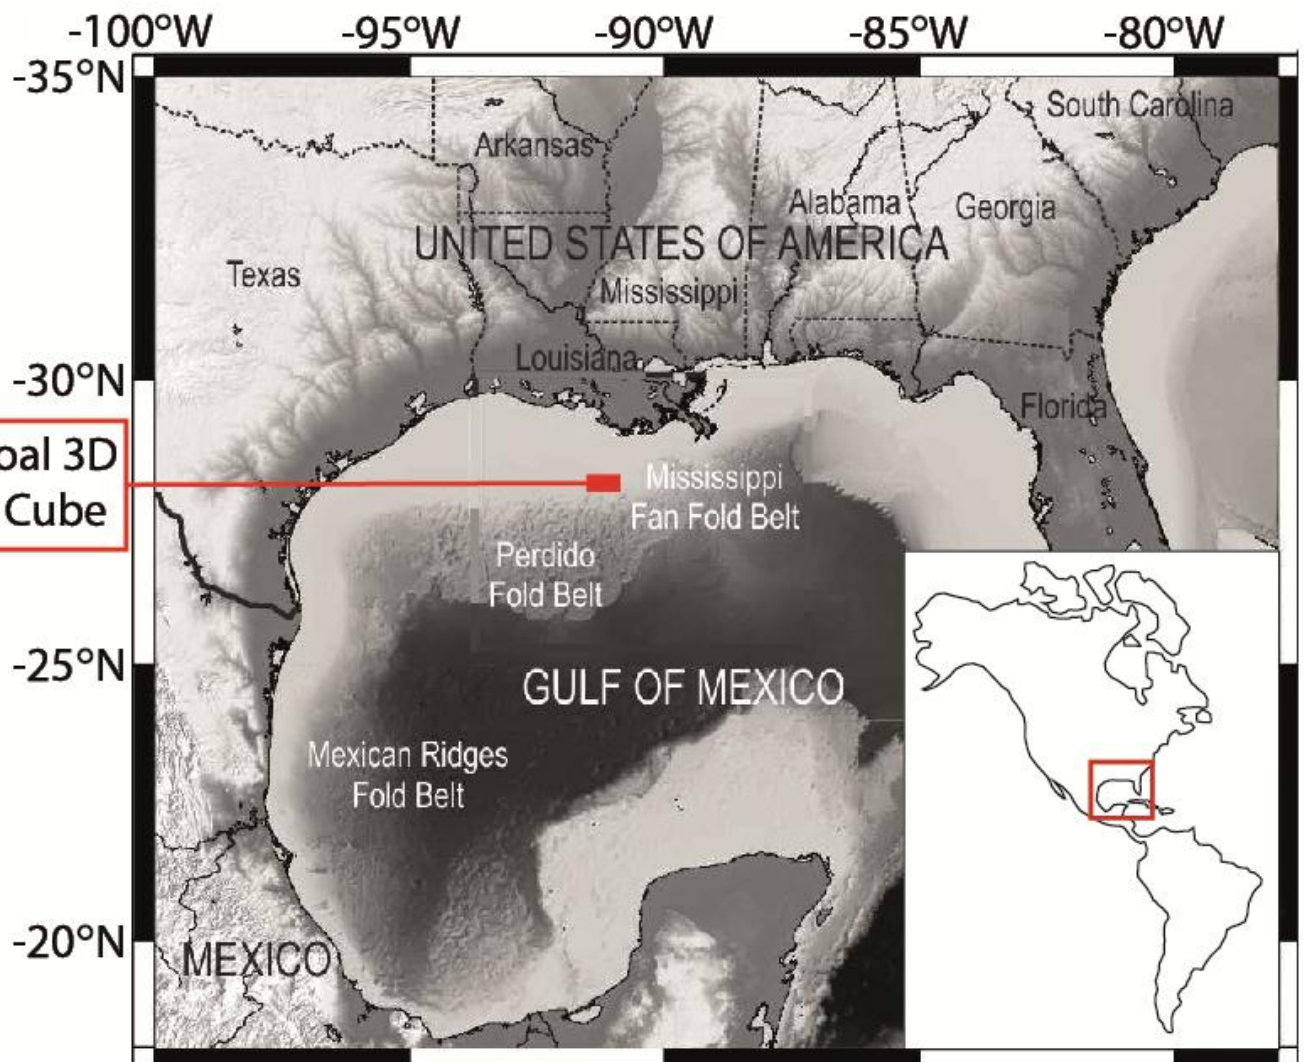 -100°W -95°W -90°W -85°W -80°W
-35°N
South Carolina
Arkansas
Alabama
Georgia
UNITED STATES OF AMERICA
Texas
Mississippi
Louisiana
-30°N
Florida
3D
Cube
Mississippi
Fan Fold Belt
Perdido
Fold Belt
-25°N
GULF OF MEXICO
Mexican Ridges
Fold Belt
-20°N
MEXICO